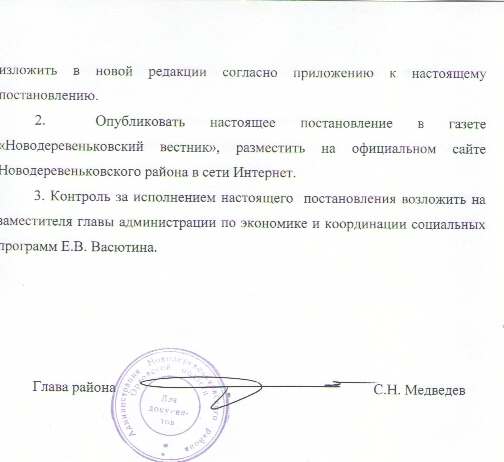 изложить в новой редакции согласно приложению к настоящему
постановлению.
2. Опубликовать настоящее постановление в газете
«Новодеревеньковский вестник», разместить на официальном сайте
Новодеревеньковского района в сети Интернет.
3. Контроль за исполнением настоящего постановления возложить на
заместителя главы администрации по экономике и координации социальных
программ Е.В. Васютина.
Глава района
С.Н. Медведев
Администрация Новодеревеньковского района
Орловской области
Для
докумен-
тов